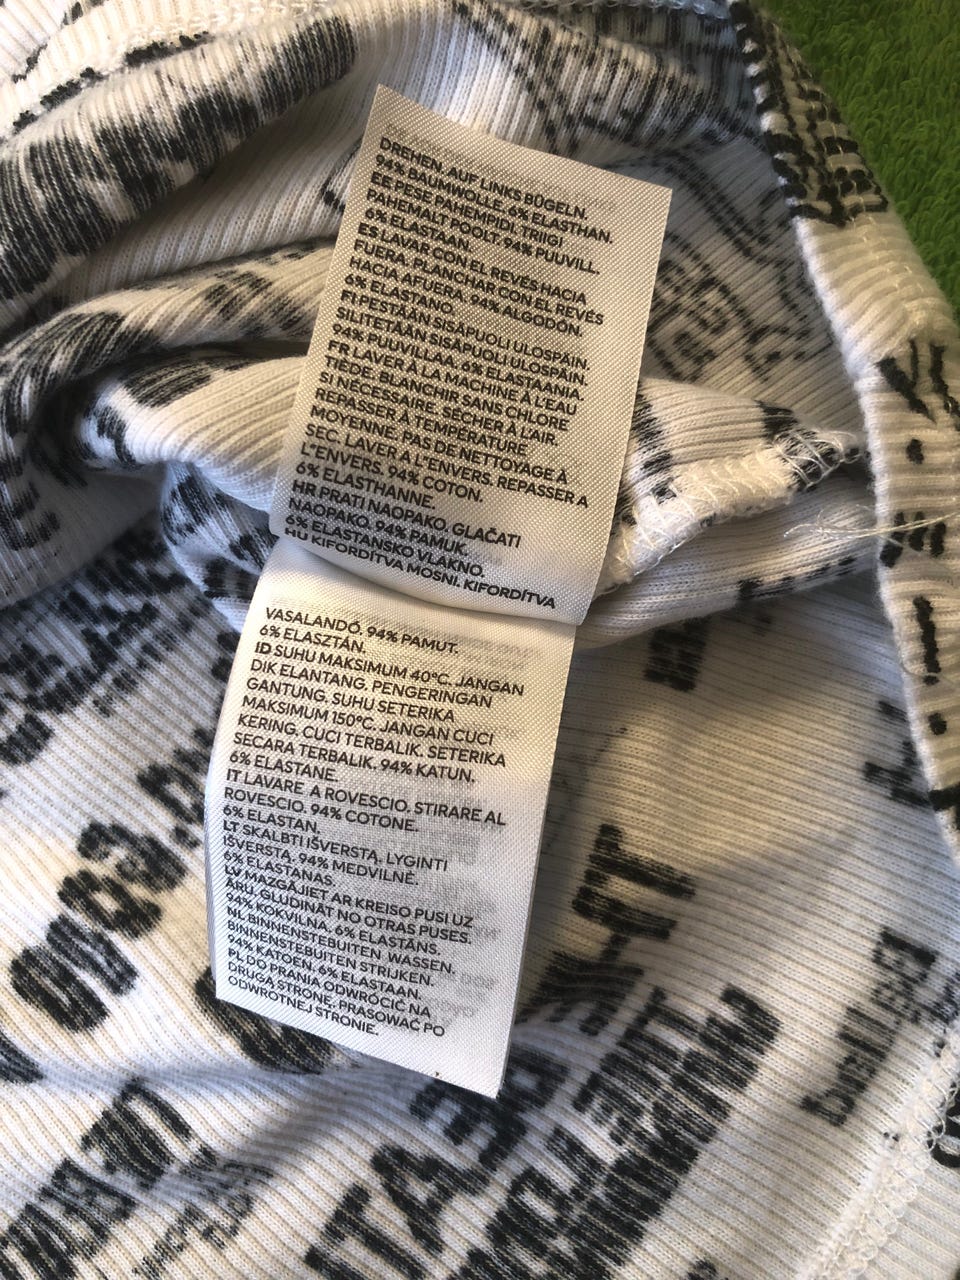 DREHEN. AUF LINKS BÜGELN.
94% BAUMWOLLE. 6% ELASTHAN.
EE PESE PAHEMPIDI. TRIIGI
PAHEMALT POOLT. 94% PUUVILL.
6% ELASTAAN.
ES LAVAR CON EL REVÉS HACIA
FUERA. PLANCHAR CON EL REVÉS
HACIA AFUERA. 94% ALGODÓN.
6% ELASTANO.
FI PESTÄÄN SISÄPUOLI ULOSPÄIN.
SILITETÄÄN SISÄPUOLI ULOSPÄIN.
94% PUUVILLAA. 6% ELASTAANIA.
FR LAVER À LA MACHINE À L'EAU
TIÈDE: BLANCHIR SANS CHLORE
SI NÉCESSAIRE. SÉCHER À L'AIR.
REPASSER À TEMPÉRATURE
MOYENNE. PAS DE NETTOYAGE À
SEC. LAVER A L"ENVERS. REPASSER A
L"ENVERS. 94% COTON.
6% ELASTHANNE.
HR PRATI NAOPAKO. GLAČATI
NAOPAKO. 94% PAMUK.
6% ELASTANSKO VLAKNO.
HU KIFORDÍTVA MOSNI. KIFORDÍTVA
VASALANDÓ. 94% PAMUT.
6% ELASZTÁN.
ID SUHU MAKSIMUM 40°C. JANGAN
DIK ELANTANG. PENGERINGAN
GANTUNG. SUHU SETERIKA
MAKSIMUM 150°C. JANGAN CUCI
KERING. CUCI TERBALIK. SETERIKA
SECARA TERBALIK. 94% KATUN.
6% ELASTANE.
IT LAVARE A ROVESCIO. STIRARE AL
ROVESCIO. 94% COTONE.
6% ELASTAN.
LT SKALBTI IŠVERSTĄ. LYGINTI
IŠVERSTĄ. 94% MEDVILNĖ.
6% ELASTANAS.
LV MAZGĀJIET AR KREISO PUSI UZ
ĀRU. GLUDINĀT NO OTRAS PUSES.
94% KOKVILNA. 6% ELASTĀNS.
NL BINNENSTEBUITEN WASSEN.
BINNENSTEBUITEN STRIJKEN.
94% KATOEN. 6% ELASTAAN.
PL DO PRANIA ODWRÓCIĆ NA
DRUGĄ STRONĘ. PRASOWAĆ PO
ODWROTNEJ STRONIE.